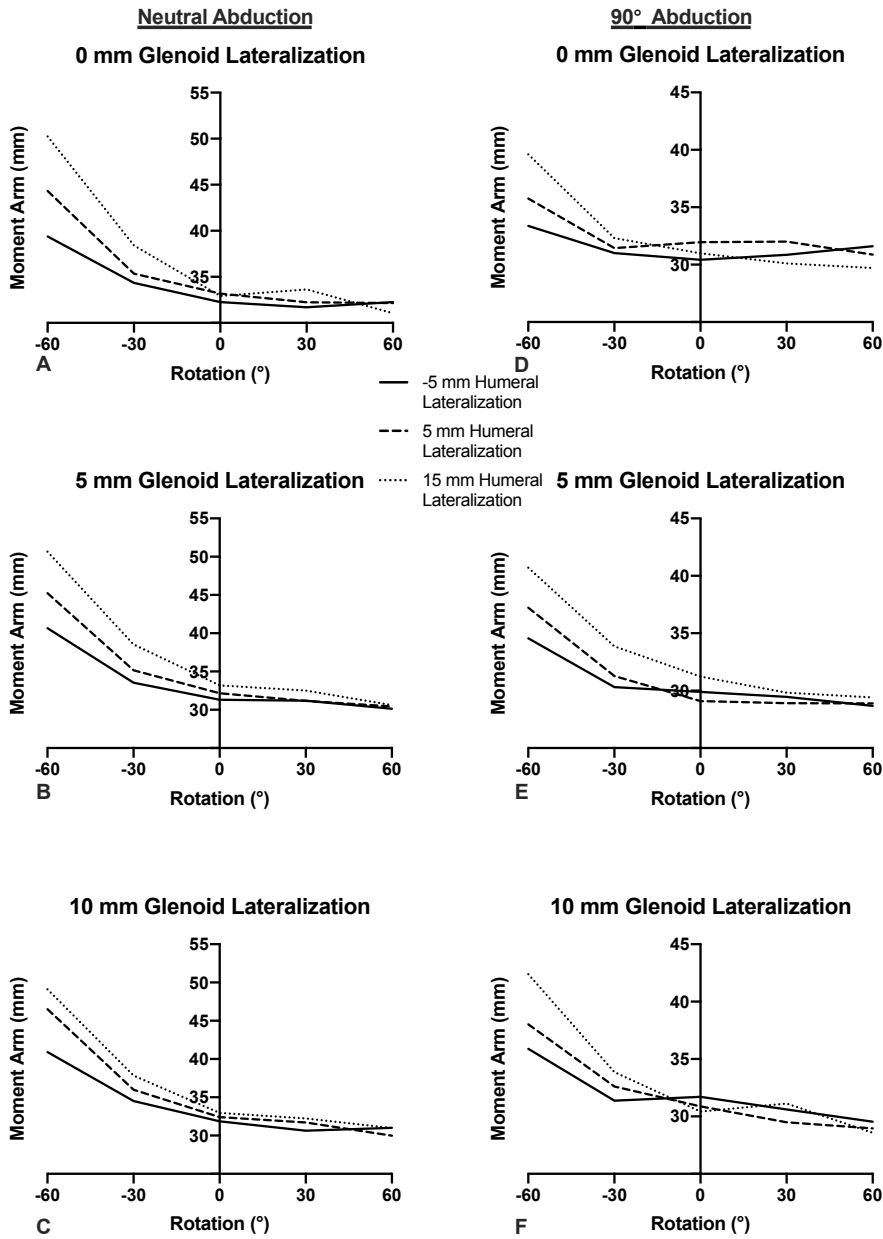 Neutral Abduction
0 mm Glenoid Lateralization
Moment Arm (mm)
55
50
45
40
35
-60 -30 0 30 60
Rotation (°)
A
90° Abduction
0 mm Glenoid Lateralization
Moment Arm (mm)
45
40
35
30
-60 -30 0 30 60
Rotation (°)
D
-5 mm Humeral
Lateralization
5 mm Humeral
Lateralization
15 mm Humeral
Lateralization
5 mm Glenoid Lateralization
Moment Arm (mm)
55
50
45
40
35
30
-60 -30 0 30 60
Rotation (°)
B
5 mm Glenoid Lateralization
Moment Arm (mm)
45
40
35
30
-60 -30 0 30 60
Rotation (°)
E
10 mm Glenoid Lateralization
Moment Arm (mm)
55
50
45
40
35
30
-60 -30 0 30 60
Rotation (°)
C
10 mm Glenoid Lateralization
Moment Arm (mm)
45
40
35
30
-60 -30 0 30 60
Rotation (°)
F